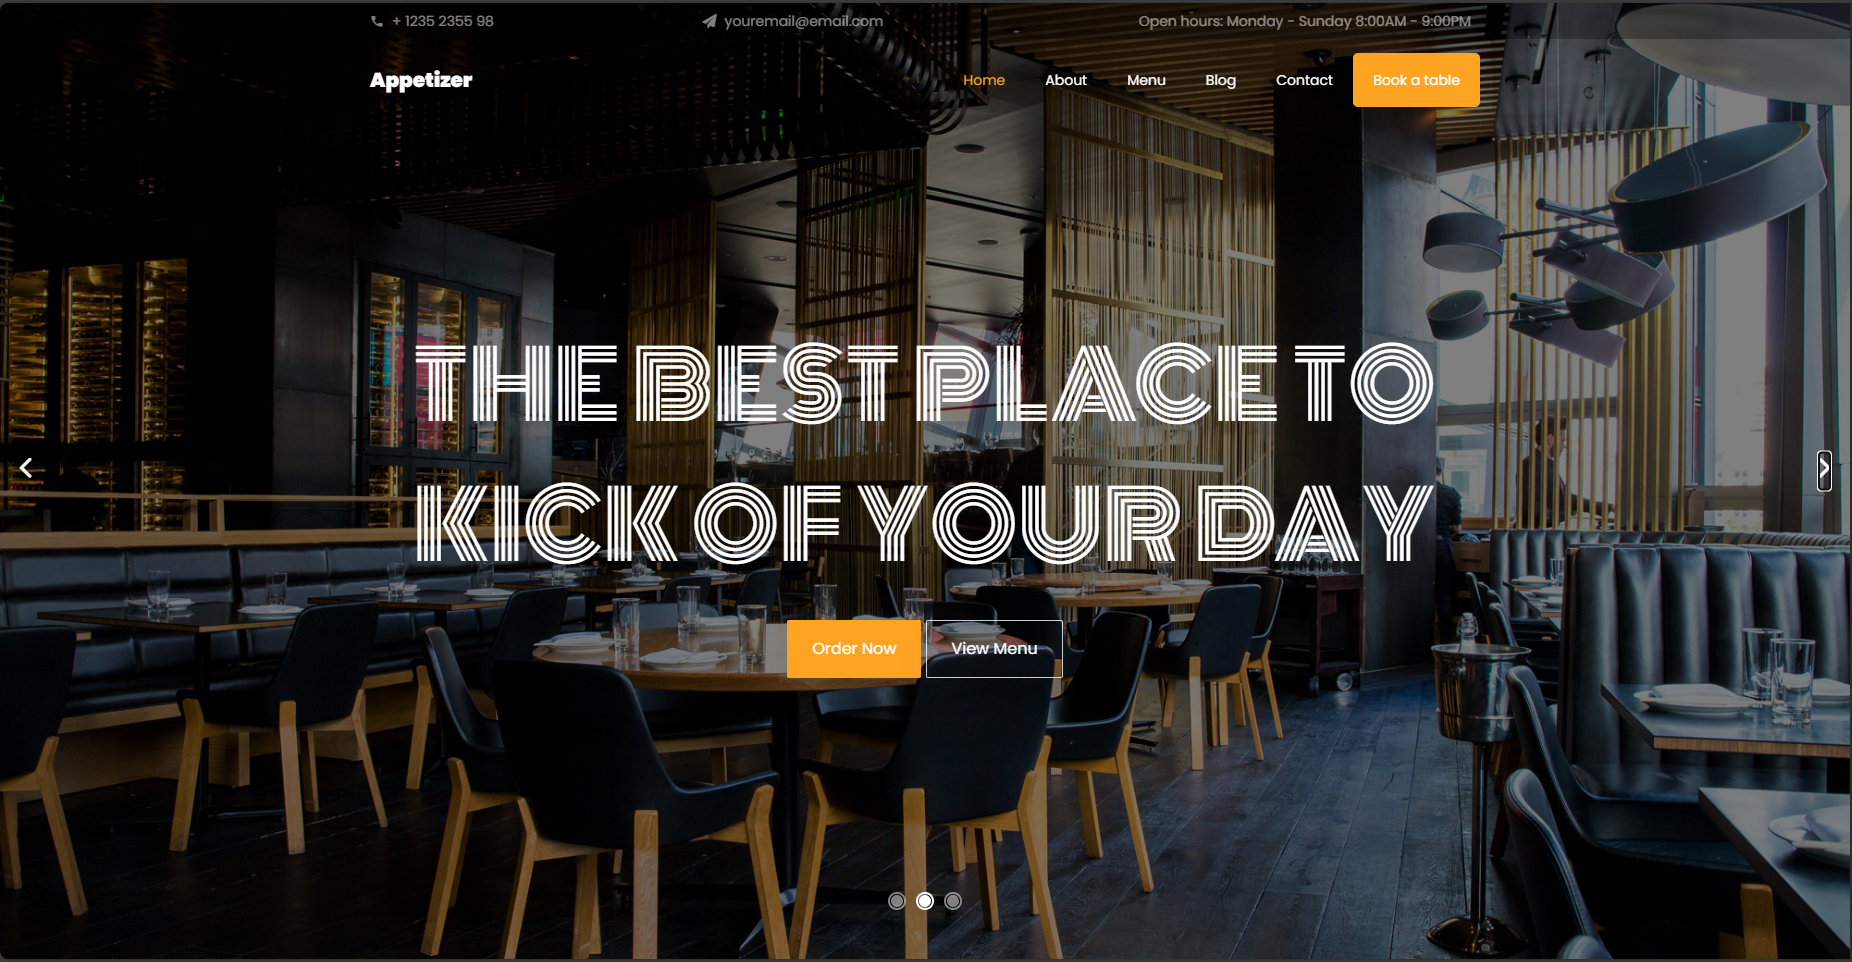 + 1235 2355 98
youremail@email.com
Open hours: Monday - Sunday 8:00AM - 9:00PM
Appetizer
Home
About
Menu
Blog
Contact
Book a table
THE BEST PLACE TO
KICK OF YOUR DAY
Order Now
View Menu